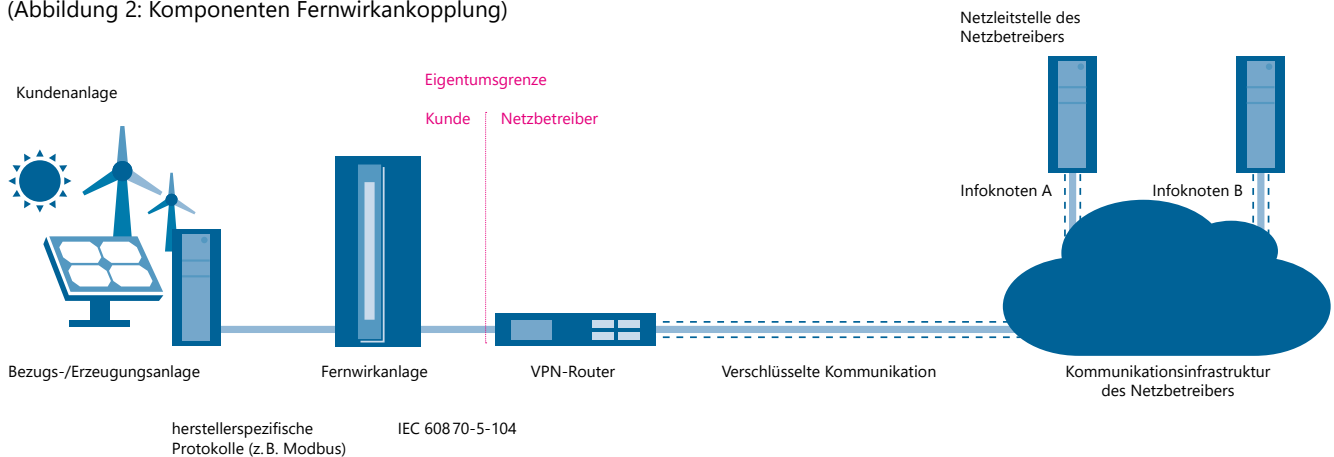 (Abbildung 2: Komponenten Fernwirkankopplung)
Netzleitstelle des
Netzbetreibers
Eigentumsgrenze
Kundenanlage
Kunde
Netzbetreiber
Infoknoten A
Infoknoten B
Bezugs-/Erzeugungsanlage
Fernwirkanlage
VPN-Router
Verschlüsselte Kommunikation
Kommunikationsinfrastruktur
des Netzbetreibers
herstellerspezifische
Protokolle (z. B. Modbus)
IEC 60870-5-104